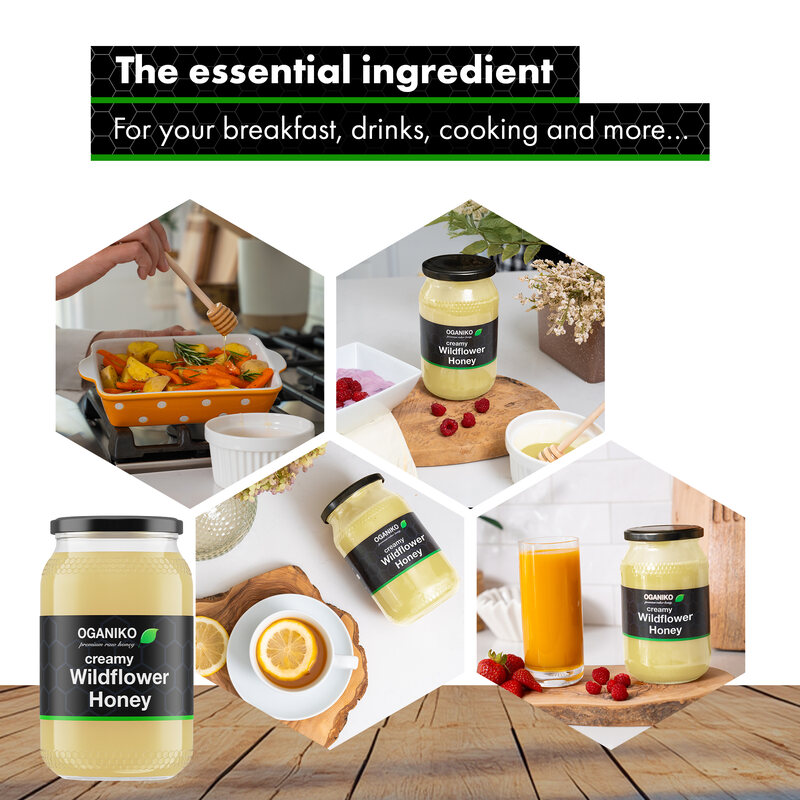 The essential ingredient
For your breakfast, drinks, cooking and more...
OGANIKO
creamy
Wildflower
Honey
OGANIKO
creamy
Wildflower
Honey
OGANIKO
premium raw honey
creamy
Wildflower
Honey
OGANIKO
creamy
Wildflower
Honey